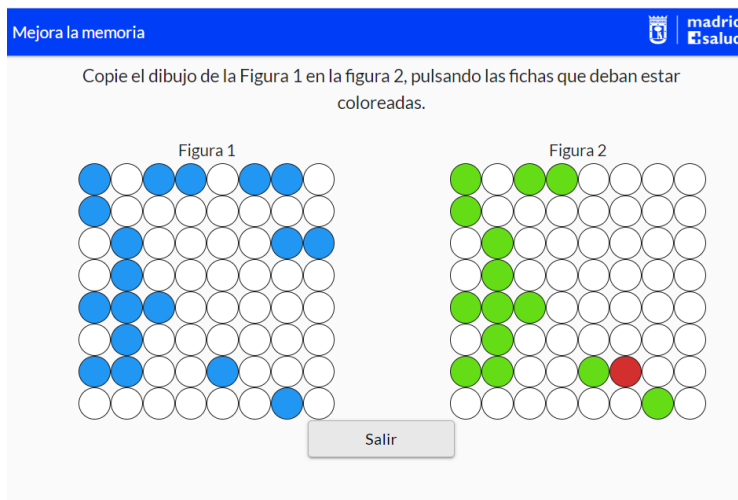 Mejora la memoria
madrid
salud
Copie el dibujo de la Figura 1 en la figura 2, pulsando las fichas que deban estar
coloreadas.
Figura 1
Figura 2
Salir